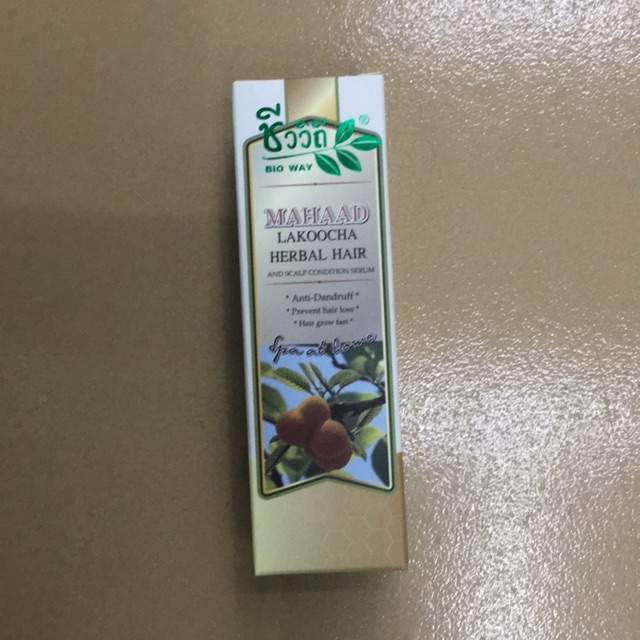 ชีววิถี
®
BIO WAY
MAHAAD
LAKOOCHA
HERBAL HAIR
AND SCALP CONDITION SERUM
* Anti-Dandruff *
* Prevent hair loss *
* Hair grow fast *
Spa at home